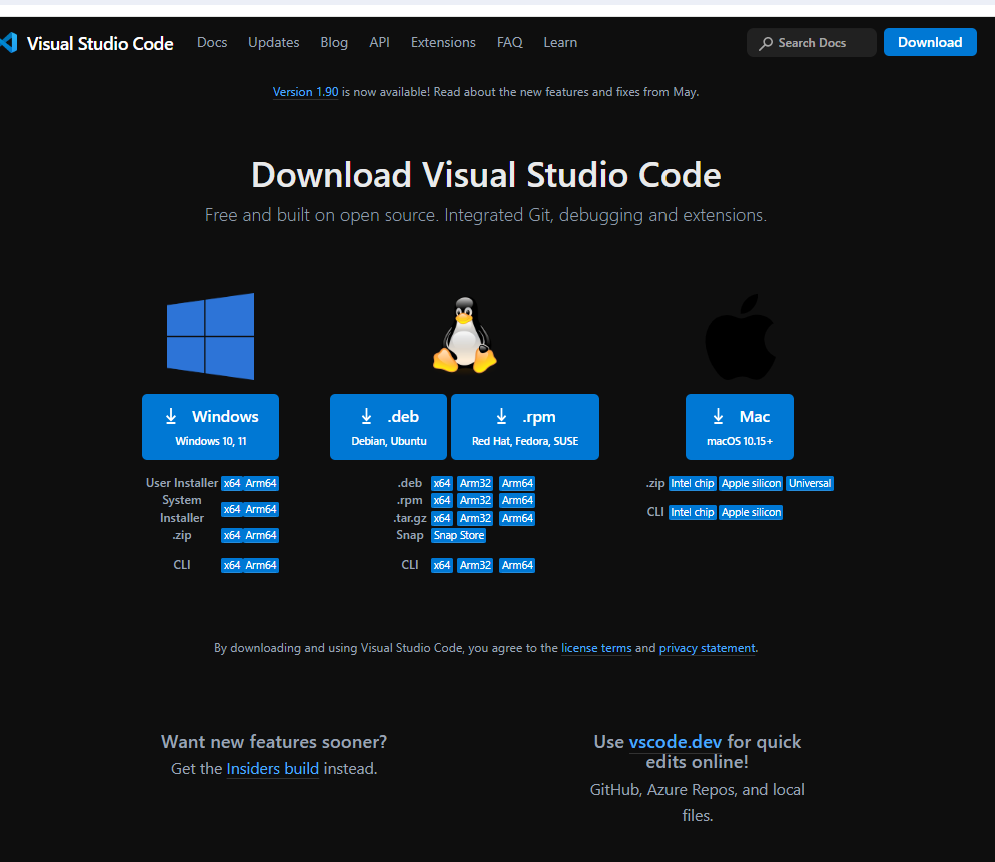 Visual Studio Code Docs Updates Blog API Extensions FAQ Learn Search Docs Download
Version 1.90 is now available! Read about the new features and fixes from May.
Download Visual Studio Code
Free and built on open source. Integrated Git, debugging and extensions.
Windows
Windows 10, 11
.deb
Debian, Ubuntu
.rpm
Red Hat, Fedora, SUSE
Mac
macOS 10.15+
User Installer x64 Arm64
System
Installer x64 Arm64
.zip x64 Arm64
CLI x64 Arm64
.deb x64 Arm32 Arm64
.rpm x64 Arm32 Arm64
.tar.gz x64 Arm32 Arm64
Snap Snap Store
CLI x64 Arm32 Arm64
.zip Intel chip Apple silicon Universal
CLI Intel chip Apple silicon
By downloading and using Visual Studio Code, you agree to the license terms and privacy statement.
Want new features sooner?
Get the Insiders build instead.
Use vscode.dev for quick
edits online!
GitHub, Azure Repos, and local
files.